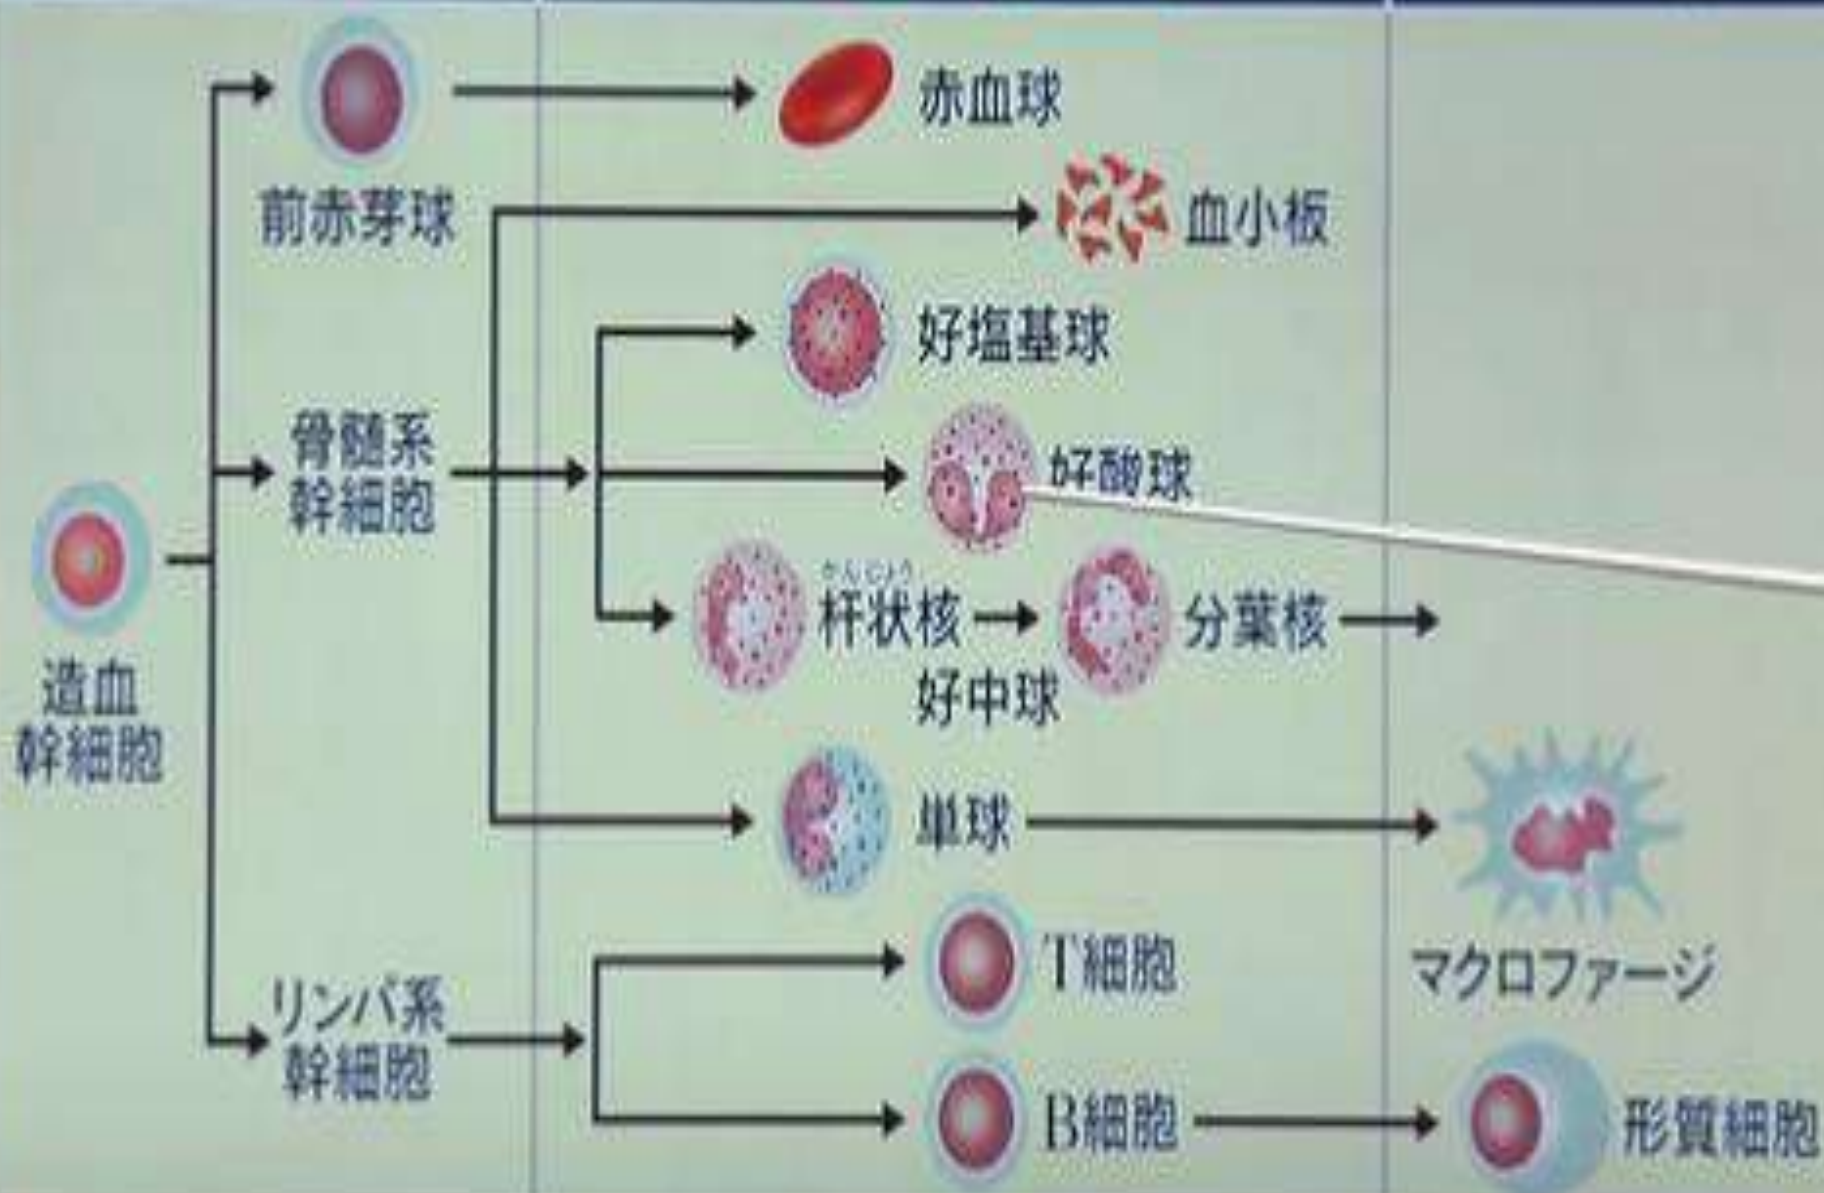 赤血球
前赤芽球
血小板
好塩基球
骨髄系
幹細胞
好酸球
かんじょう
杆状核
分葉核
好中球
造血
幹細胞
単球
マクロファージ
リンパ系
幹細胞
T細胞
B細胞
形質細胞